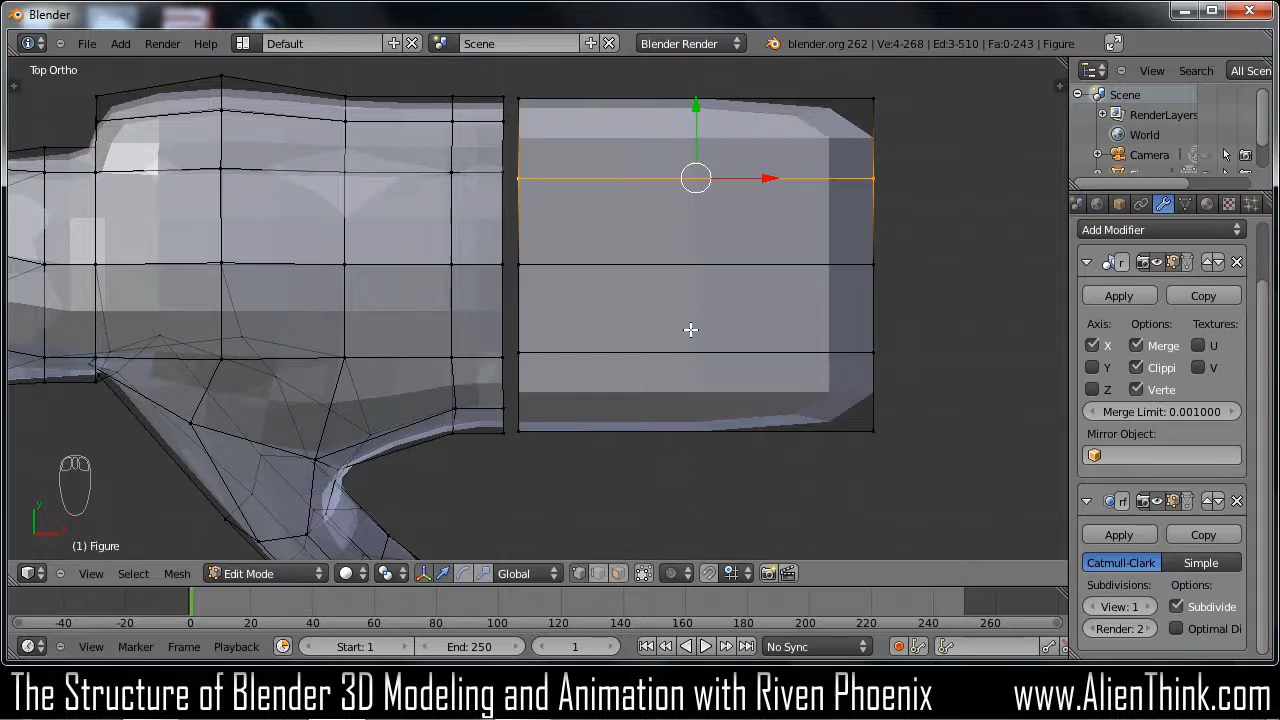 Blender
File Add Render Help Default Scene Blender Render blender.org 262 | Ve:4-268 | Ed:3-510 | Fa:0-243 | Figure
Top Ortho
View Search All Scen
Scene
RenderLayers
World
Camera
Add Modifier
Apply Copy
Axis: Options: Textures:
X Merge U
Y Clippi V
Z Verte
Merge Limit: 0.001000
Mirror Object:
Apply Copy
Catmull-Clark Simple
Subdivisions: Options:
View: 1 Subdivide
Render: 2 Optimal Di
y
(1) Figure
View Select Mesh Edit Mode Global
-40 -20 0 20 40 60 80 100 120 140 160 180 200 220 240 260
View Marker Frame Playback Start: 1 End: 250 1 No Sync
The Structure of Blender 3D Modeling and Animation with Riven Phoenix www.AlienThink.com